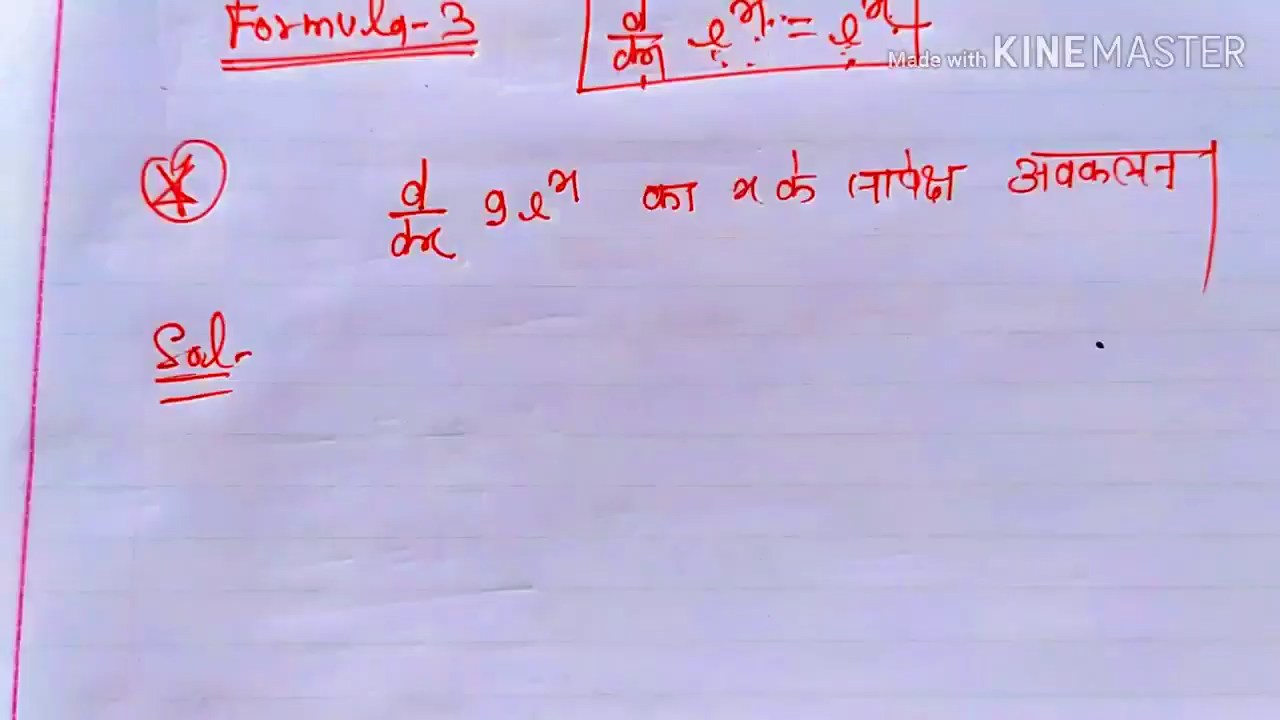 Formula-3 d/dx e^x = e^x
Made with KINEMASTER
d/dx 9e^x का x के सापेक्ष अवकलन
Sol-